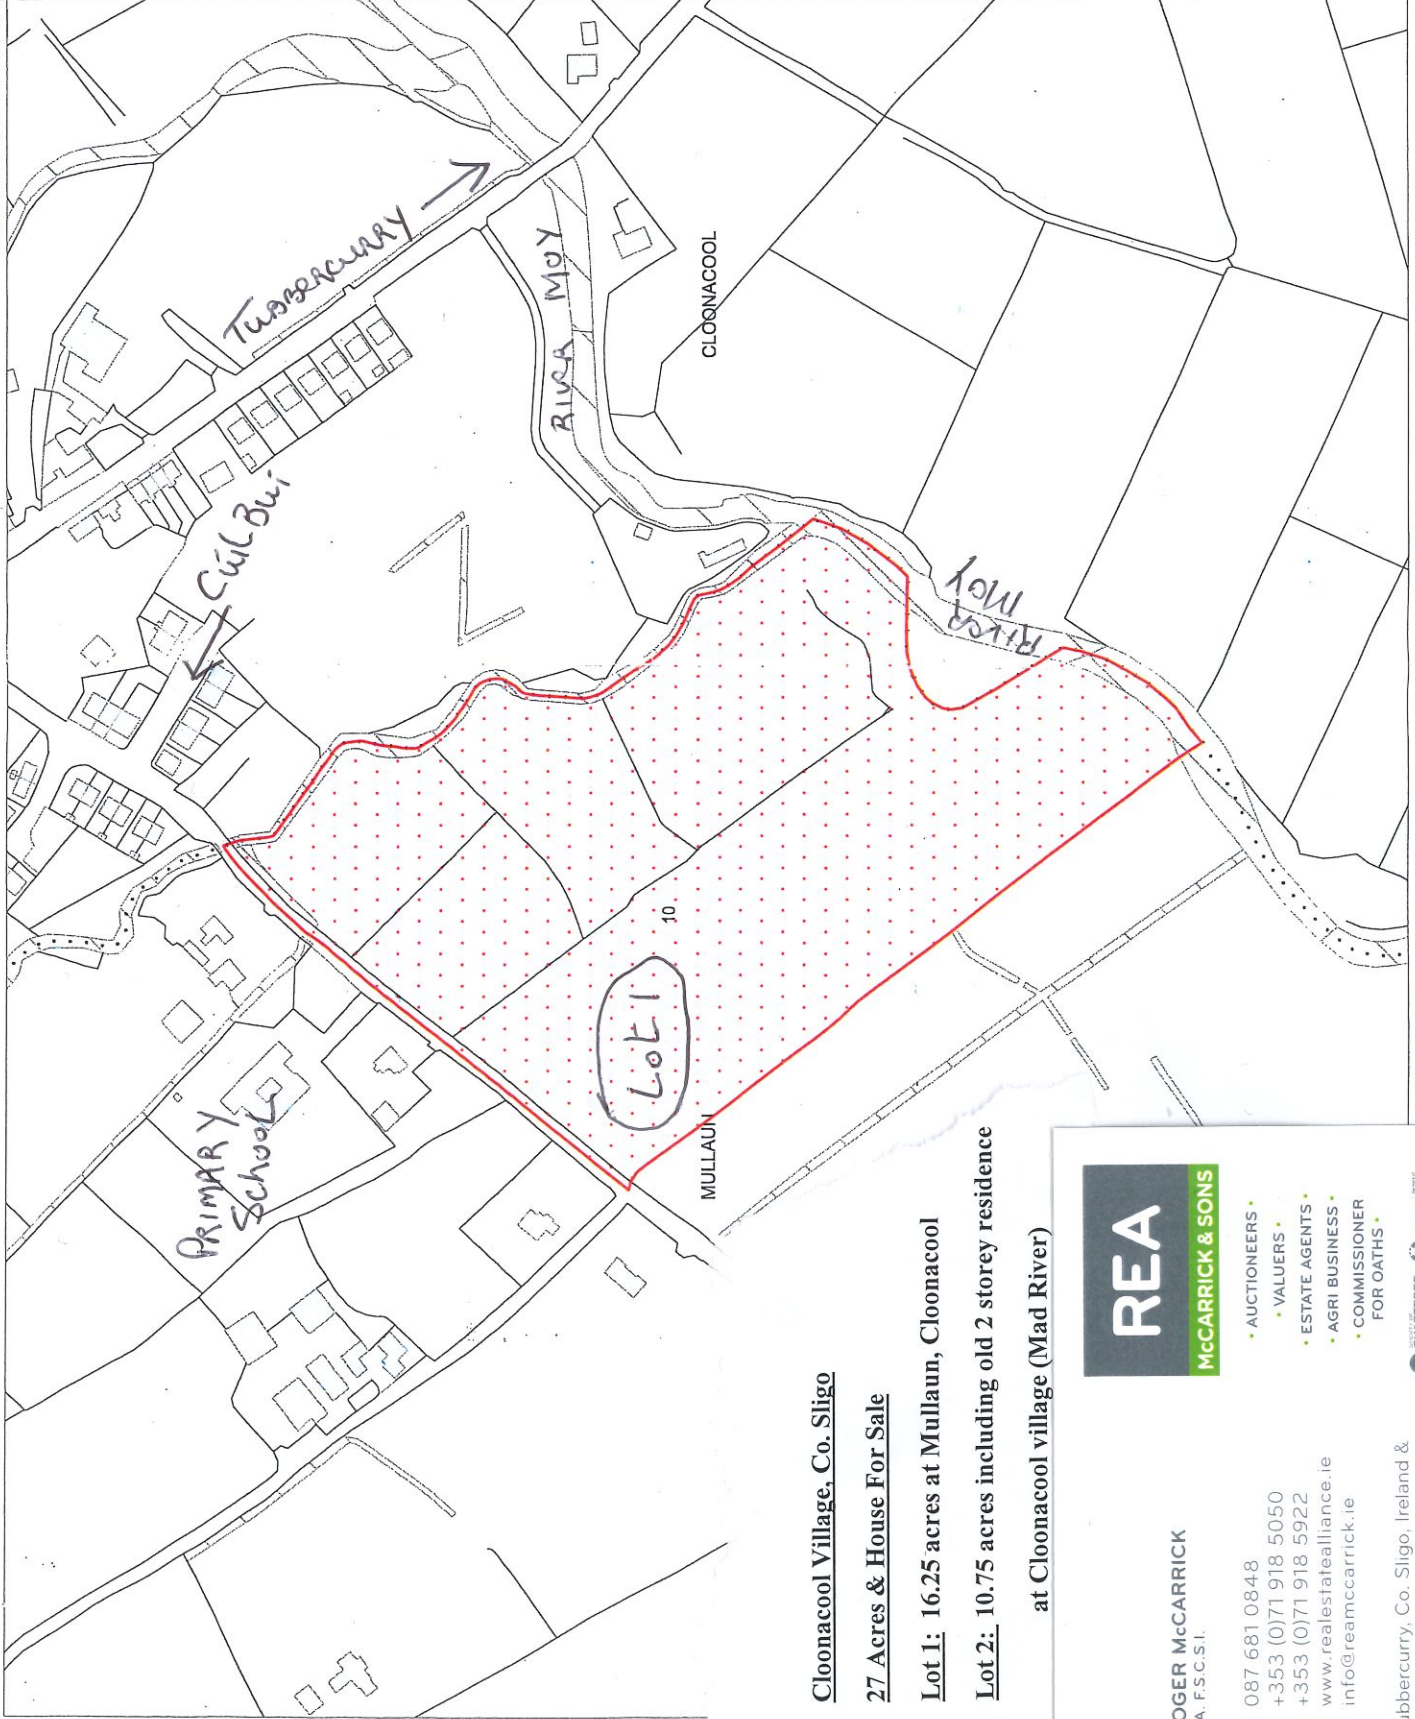 TUBBERCURRY
RIVER MOY
CLOONACOOL
Cúil Buí
RIVER
MOY
PRIMARY
School
Lot 1
10
MULLAUN
Cloonacool Village, Co. Sligo
27 Acres & House For Sale
Lot 1: 16.25 acres at Mullaun, Cloonacool
Lot 2: 10.75 acres including old 2 storey residence
at Cloonacool village (Mad River)
REA
McCARRICK & SONS
• AUCTIONEERS •
• VALUERS •
• ESTATE AGENTS •
• AGRI BUSINESS •
• COMMISSIONER
FOR OATHS •
OGER McCARRICK
A. F.S.C.S.I.
087 681 0848
+353 (0)71 918 5050
+353 (0)71 918 5922
www.realestatealliance.ie
info@reamccarrick.ie
ubbercurry, Co. Sligo, Ireland &